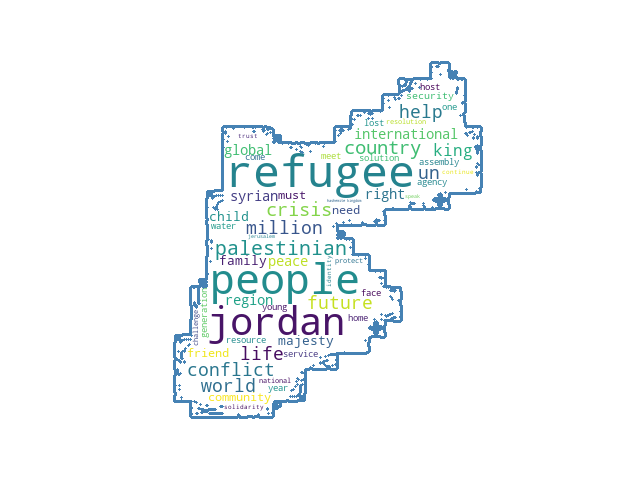 host
security
help one
lost resolution
trust international
global country king
come meet solution assembly continue
refugee un
agency
syrian must right speak
crisis need hashemite kingdom
child
water million
jerusalem
palestinian
family peace identity protect
people
region future face
generation young
jordan home
challenge resource majesty
friend life service
conflict
world national year
community
solidarity